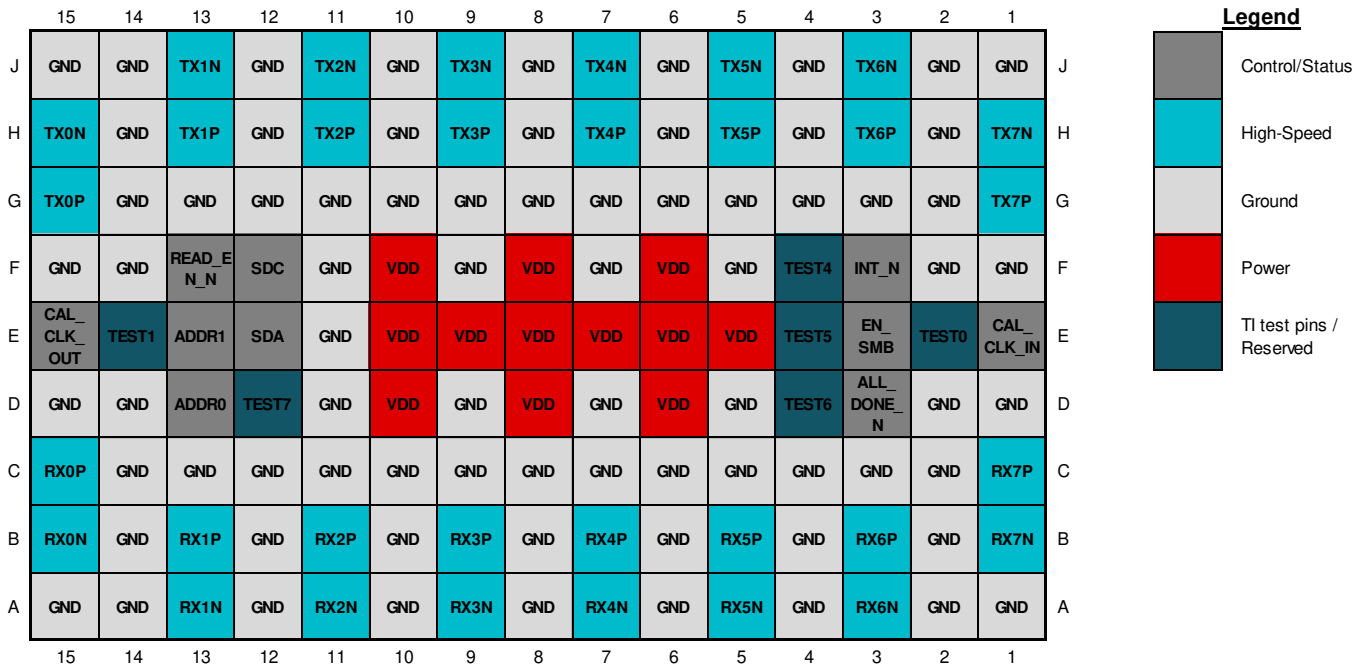 15 14 13 12 11 10 9 8 7 6 5 4 3 2 1
J GND GND TX1N GND TX2N GND TX3N GND TX4N GND TX5N GND TX6N GND GND J
H TX0N GND TX1P GND TX2P GND TX3P GND TX4P GND TX5P GND TX6P GND TX7N H
G TX0P GND GND GND GND GND GND GND GND GND GND GND GND GND TX7P G
F GND GND READ_E
N_N SDC GND VDD GND VDD GND VDD GND TEST4 INT_N GND GND F
E CAL_
CLK_
OUT TEST1 ADDR1 SDA GND VDD VDD VDD VDD VDD VDD TEST5 EN_
SMB TEST0 CAL_
CLK_IN E
D GND GND ADDR0 TEST7 GND VDD GND VDD GND VDD GND TEST6 ALL_
DONE_
N GND GND D
C RX0P GND GND GND GND GND GND GND GND GND GND GND GND GND RX7P C
B RX0N GND RX1P GND RX2P GND RX3P GND RX4P GND RX5P GND RX6P GND RX7N B
A GND GND RX1N GND RX2N GND RX3N GND RX4N GND RX5N GND RX6N GND GND A
15 14 13 12 11 10 9 8 7 6 5 4 3 2 1
Legend
Control/Status
High-Speed
Ground
Power
TI test pins /
Reserved